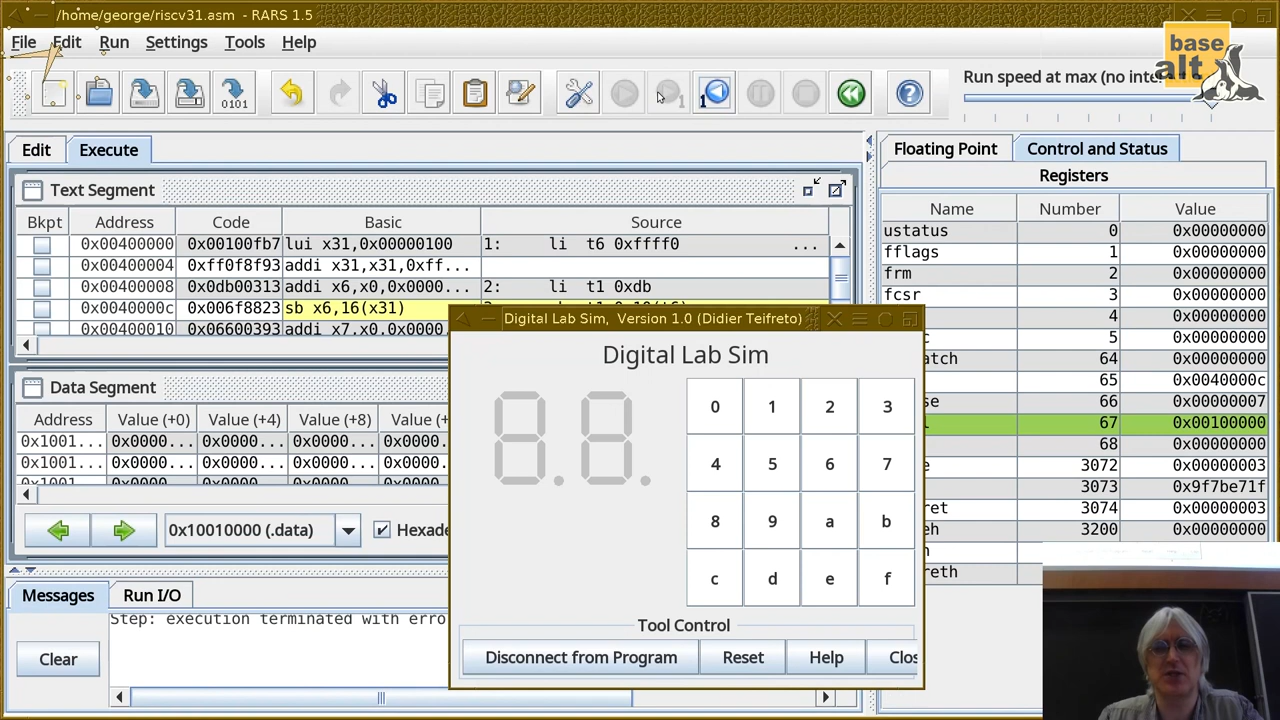 /home/george/riscv31.asm - RARS 1.5
File Edit Run Settings Tools Help
base
alt
Run speed at max (no inte
Edit Execute
Floating Point Control and Status
Registers
Text Segment
Bkpt Address Code Basic Source
0x00400000 0x00100fb7 lui x31,0x00000100 1: li t6 0xffff0 ...
0x00400004 0xff0f8f93 addi x31,x31,0xff...
0x00400008 0x0db00313 addi x6,x0,0x0000... 2: li t1 0xdb
0x0040000c 0x006f8823 sb x6,16(x31)
0x00400010 0x06600393 addi x7,x0,0x0000...
Name Number Value
ustatus 0 0x00000000
fflags 1 0x00000000
frm 2 0x00000000
fcsr 3 0x00000000
4 0x00000000
5 0x00000000
atch 64 0x00000000
65 0x0040000c
se 66 0x00000007
67 0x00100000
68 0x00000000
e 3072 0x00000003
3073 0x9f7be71f
ret 3074 0x00000003
eh 3200 0x00000000
h
reth
Data Segment
Address Value (+0) Value (+4) Value (+8) Value (+
0x1001... 0x0000... 0x0000... 0x0000... 0x0000
0x1001... 0x0000... 0x0000... 0x0000... 0x0000
0x10010000 (.data) Hexade
Messages Run I/O
Step: execution terminated with erro
Clear
Digital Lab Sim, Version 1.0 (Didier Teifreto)
Digital Lab Sim
8.8.
0 1 2 3
4 5 6 7
8 9 a b
c d e f
Tool Control
Disconnect from Program Reset Help Clos